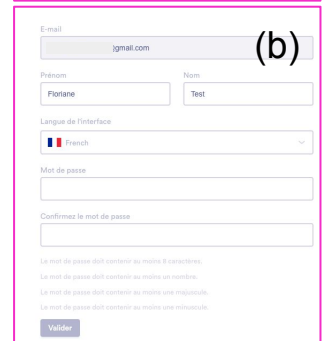 E-mail
)gmail.com
(b)
Prénom Nom
Floriane Test
Langue de l'interface
French
Mot de passe
Confirmez le mot de passe
Le mot de passe doit contenir au moins 8 caractères.
Le mot de passe doit contenir au moins un nombre.
Le mot de passe doit contenir au moins une majuscule.
Le mot de passe doit contenir au moins une minuscule.
Valider